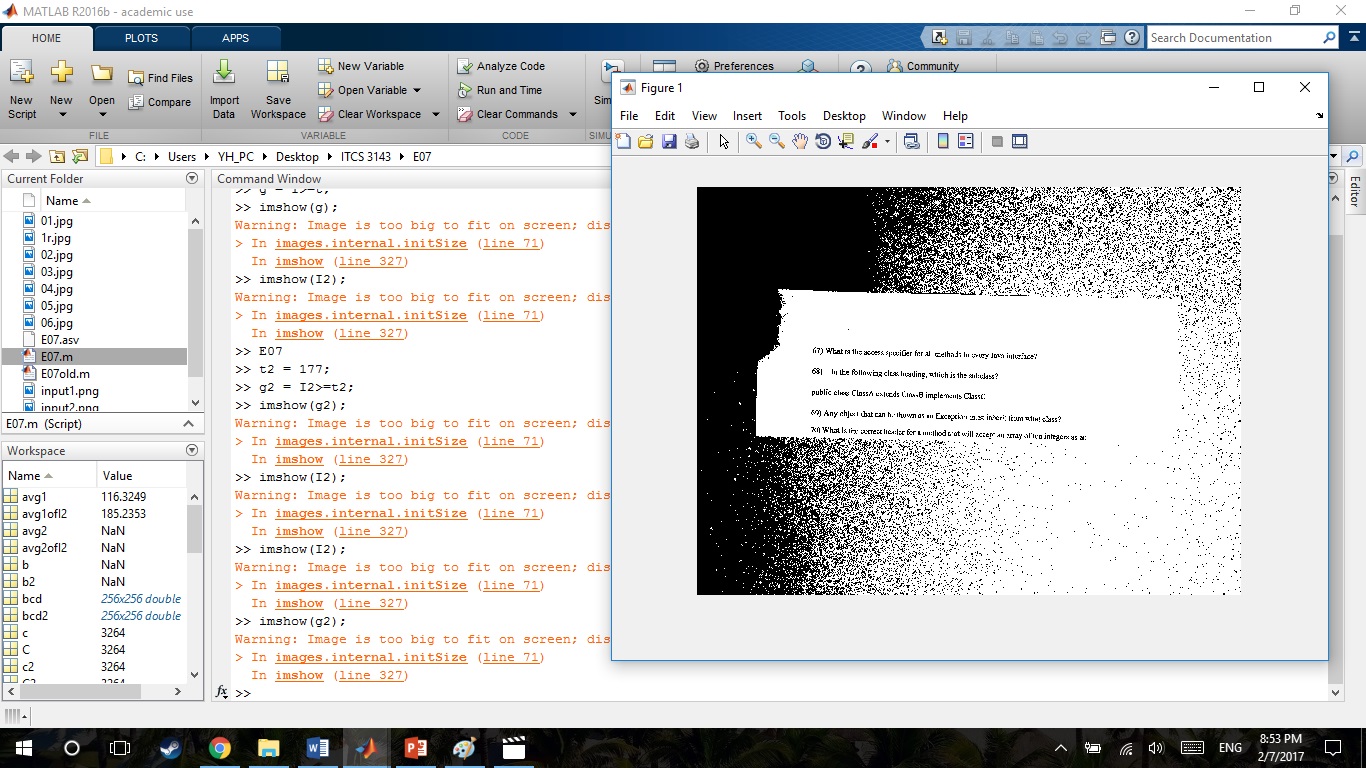 MATLAB R2016b - academic use
HOME PLOTS APPS
Search Documentation
New Script
New
Open
Find Files
Compare
Import Data
Save Workspace
New Variable
Open Variable
Clear Workspace
Analyze Code
Run and Time
Clear Commands
Preferences
Community
FILE VARIABLE CODE
C: Users YH_PC Desktop ITCS 3143 E07
Current Folder
Name
01.jpg
1r.jpg
02.jpg
03.jpg
04.jpg
05.jpg
06.jpg
E07.asv
E07.m
E07old.m
input1.png
input2.png
E07.m (Script)
Workspace
Name Value
avg1 116.3249
avg1ofI2 185.2353
avg2 NaN
avg2ofI2 NaN
b NaN
b2 NaN
bcd 256x256 double
bcd2 256x256 double
c 3264
C 3264
c2 3264
Command Window
>> g = I>=t;
>> imshow(g);
Warning: Image is too big to fit on screen; dis
> In images.internal.initSize (line 71)
In imshow (line 327)
>> imshow(I2);
Warning: Image is too big to fit on screen; dis
> In images.internal.initSize (line 71)
In imshow (line 327)
>> E07
>> t2 = 177;
>> g2 = I2>=t2;
>> imshow(g2);
Warning: Image is too big to fit on screen; dis
> In images.internal.initSize (line 71)
In imshow (line 327)
>> imshow(I2);
Warning: Image is too big to fit on screen; dis
> In images.internal.initSize (line 71)
In imshow (line 327)
>> imshow(I2);
Warning: Image is too big to fit on screen; dis
> In images.internal.initSize (line 71)
In imshow (line 327)
>> imshow(g2);
Warning: Image is too big to fit on screen; dis
> In images.internal.initSize (line 71)
In imshow (line 327)
fx >>
Editor
Figure 1
File Edit View Insert Tools Desktop Window Help
67) What is the access specifier for all methods in every Java interface?
68) In the following class heading, which is the subclass?
public class ClassA extends ClassB implements ClassC
69) Any object that can be thown as an Exception must inherit from what class?
70) What is the correct header for a method that will accept an array of ten integers as an
ENG
8:53 PM
2/7/2017